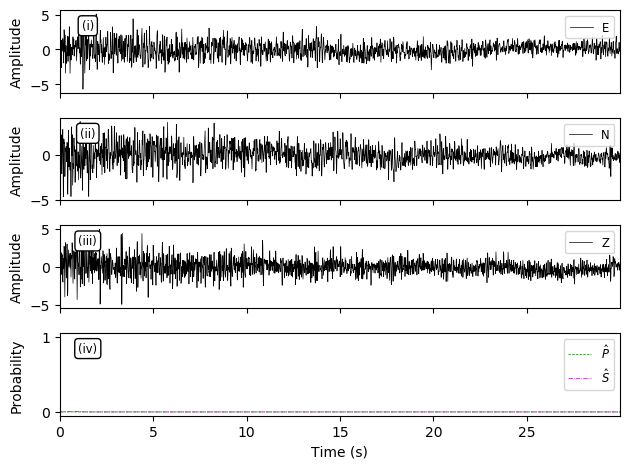 Amplitude
5
0
−5
(i)
E
Amplitude
0
−5
(ii)
N
Amplitude
5
0
−5
(iii)
Z
Probability
1
0
(iv)
P̂
Ŝ
0 5 10 15 20 25
Time (s)